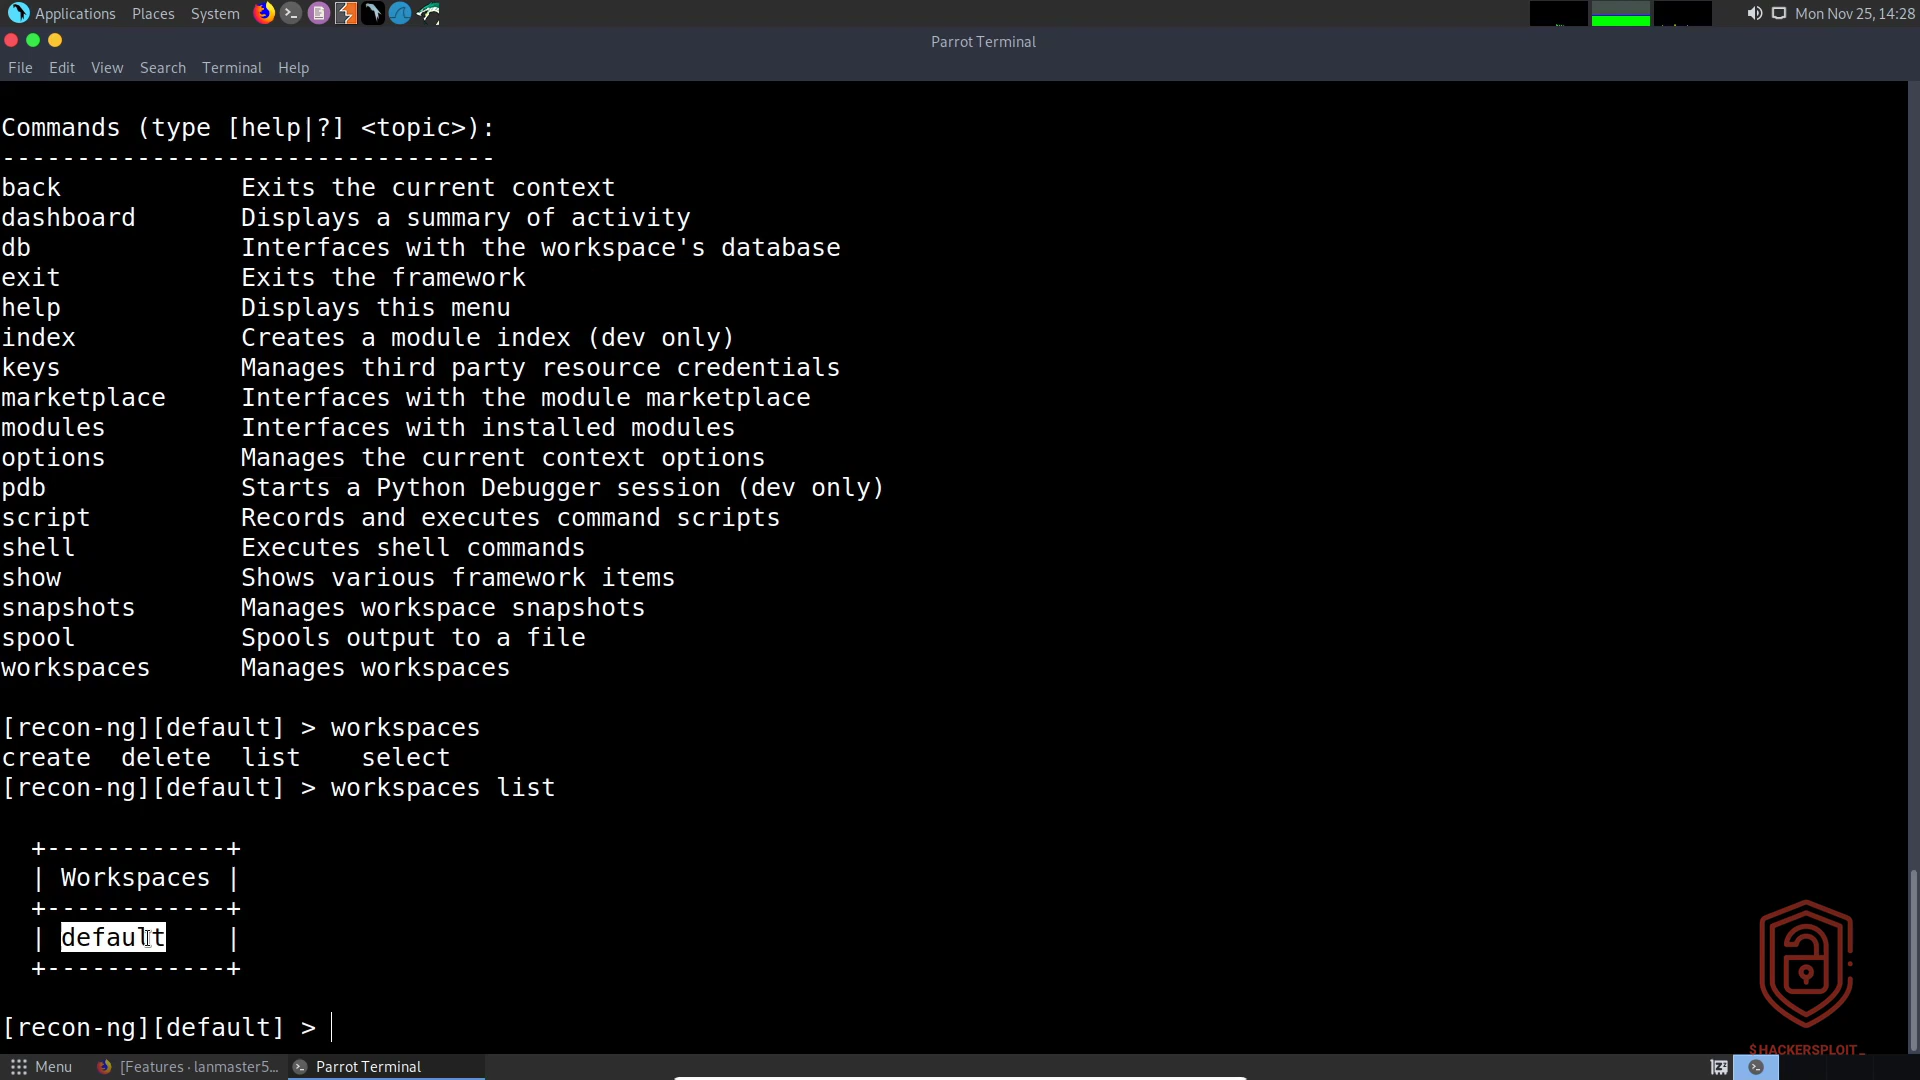 Applications Places System Mon Nov 25, 14:28
Parrot Terminal
File Edit View Search Terminal Help
Commands (type [help|?] <topic>):
---------------------------------
back            Exits the current context
dashboard       Displays a summary of activity
db              Interfaces with the workspace's database
exit            Exits the framework
help            Displays this menu
index           Creates a module index (dev only)
keys            Manages third party resource credentials
marketplace     Interfaces with the module marketplace
modules         Interfaces with installed modules
options         Manages the current context options
pdb             Starts a Python Debugger session (dev only)
script          Records and executes command scripts
shell           Executes shell commands
show            Shows various framework items
snapshots       Manages workspace snapshots
spool           Spools output to a file
workspaces      Manages workspaces
[recon-ng][default] > workspaces
create  delete  list    select
[recon-ng][default] > workspaces list
+------------+
| Workspaces |
+------------+
| default    |
+------------+
[recon-ng][default] >
$HACKERSPLOIT_
Menu [Features · lanmaster5... Parrot Terminal